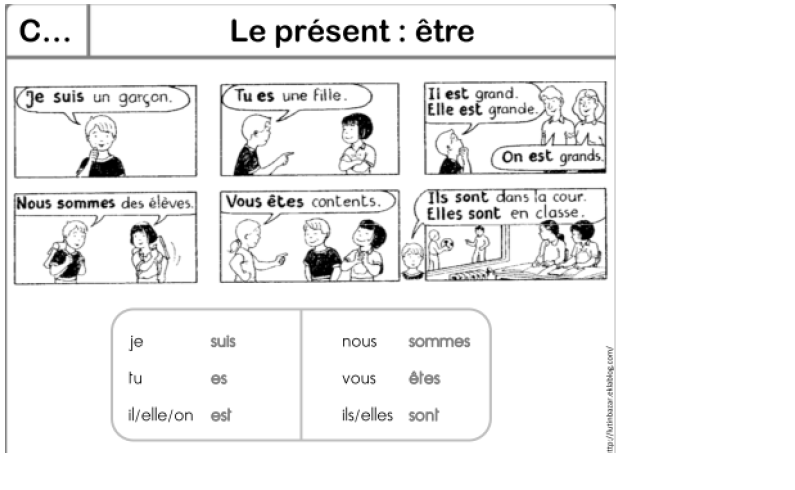 C...
Le présent : être
Je suis un garçon.
Tu es une fille.
Il est grand.
Elle est grande.
On est grands.
Nous sommes des élèves.
Vous êtes contents.
Ils sont dans la cour.
Elles sont en classe.
je suis
tu es
il/elle/on est
nous sommes
vous êtes
ils/elles sont
http://lutinbazar.eklablog.com/